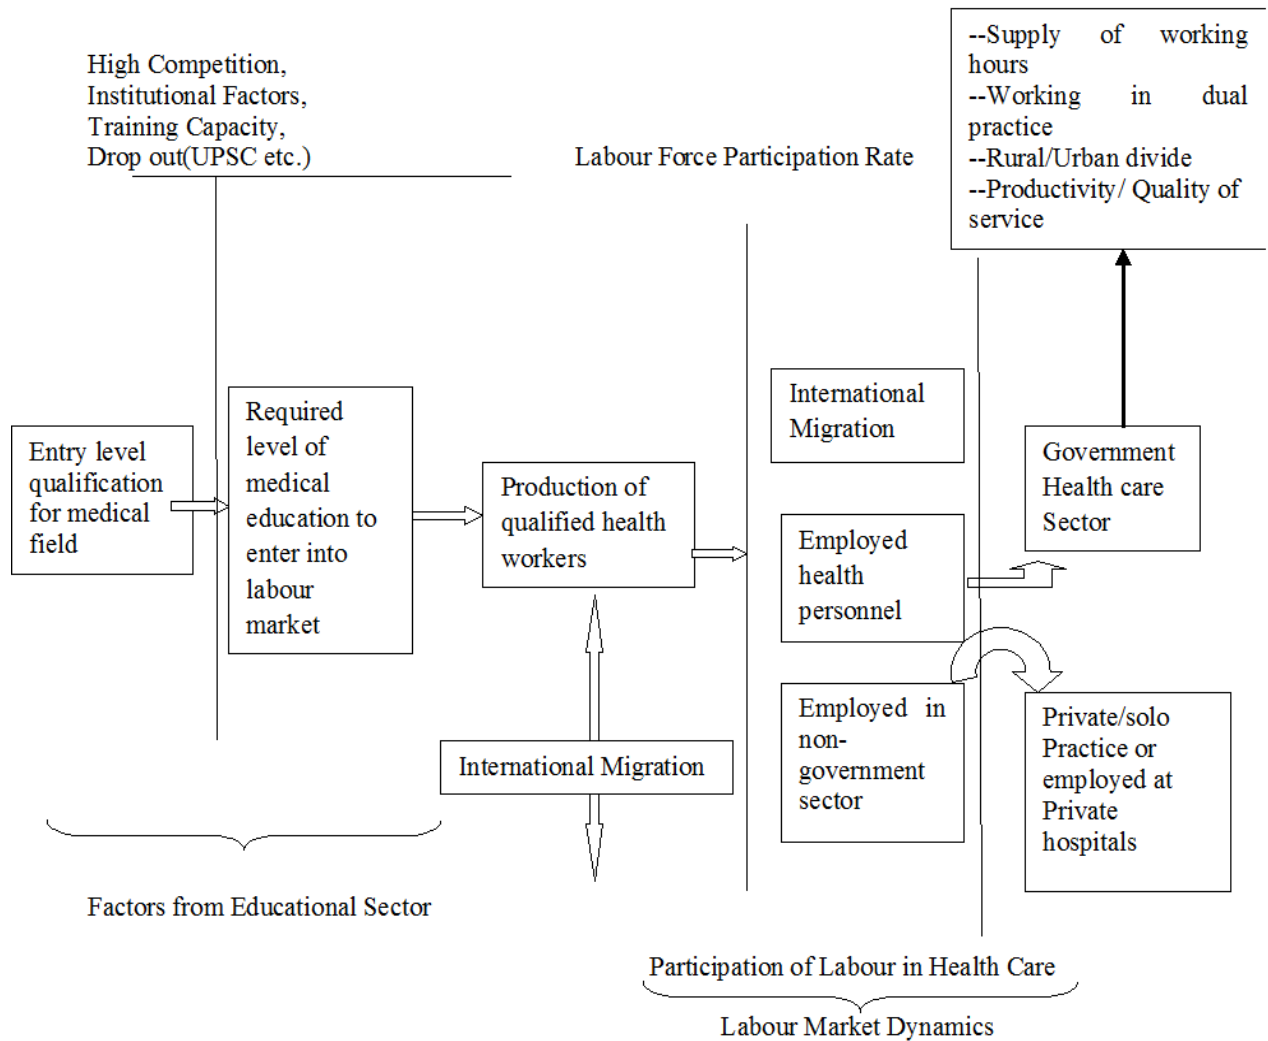 High Competition,
Institutional Factors,
Training Capacity,
Drop out(UPSC etc.)
Labour Force Participation Rate
--Supply of working
hours
--Working in dual
practice
--Rural/Urban divide
--Productivity/ Quality of
service
Entry level
qualification
for medical
field
Required
level of
medical
education to
enter into
labour
market
Production of
qualified health
workers
International Migration
International
Migration
Employed
health
personnel
Employed in
non-
government
sector
Government
Health care
Sector
Private/solo
Practice or
employed at
Private
hospitals
Factors from Educational Sector
Participation of Labour in Health Care
Labour Market Dynamics